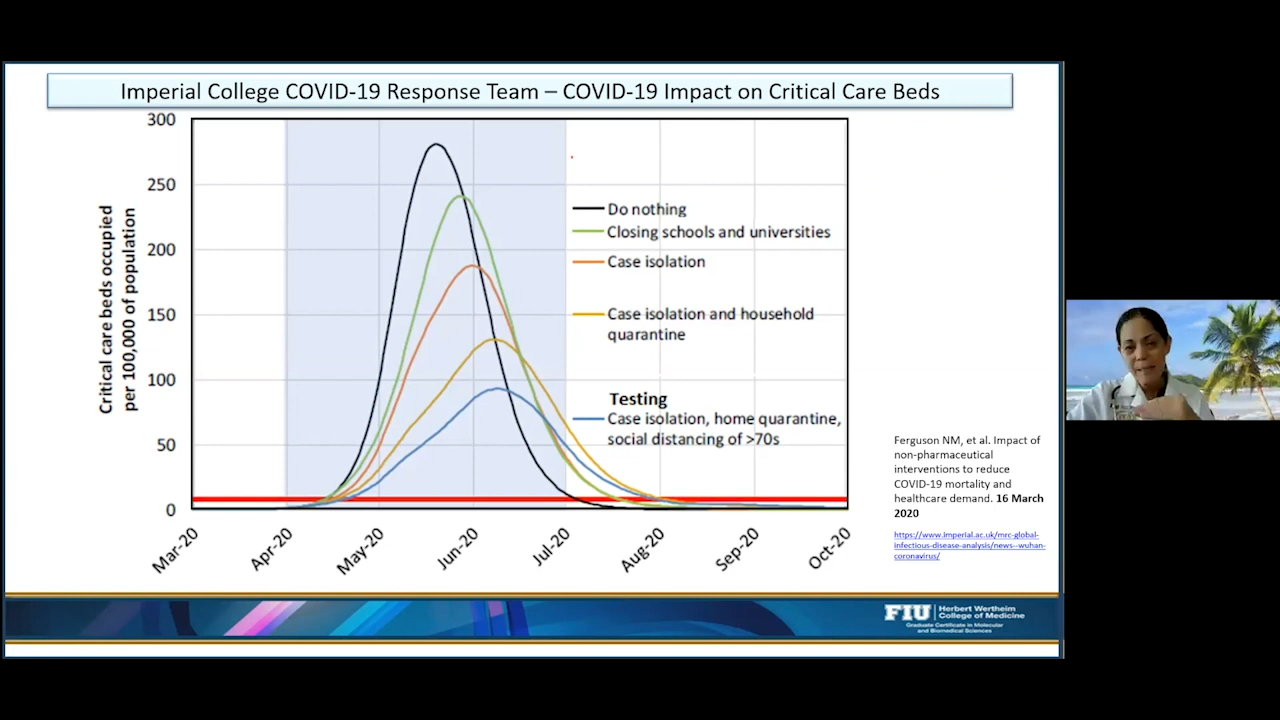 Imperial College COVID-19 Response Team – COVID-19 Impact on Critical Care Beds
Critical care beds occupied
per 100,000 of population
300
250
200
150
100
50
0
Mar-20
Apr-20
May-20
Jun-20
Jul-20
Aug-20
Sep-20
Oct-20
Do nothing
Closing schools and universities
Case isolation
Case isolation and household
quarantine
Testing
Case isolation, home quarantine,
social distancing of >70s
Ferguson NM, et al. Impact of
non-pharmaceutical
interventions to reduce
COVID-19 mortality and
healthcare demand. 16 March
2020
https://www.imperial.ac.uk/mrc-global-
infectious-disease-analysis/news--wuhan-
coronavirus/
FIU
Herbert Wertheim
College of Medicine
Graduate Certificate in Molecular
and Biomedical Sciences